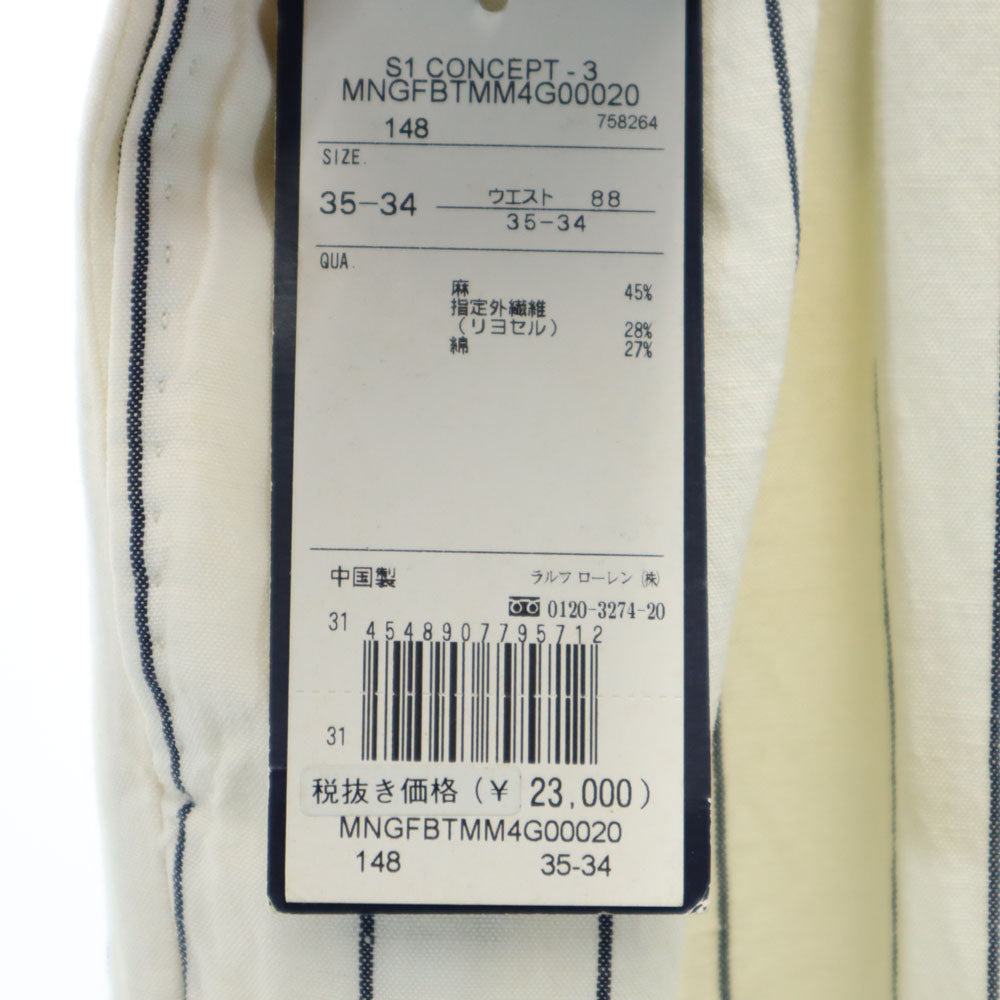 S1 CONCEPT-3
MNGFBTMM4G00020
148 758264
SIZE.
35-34 ウエスト 88
35-34
QUA.
麻 45%
指定外繊維
(リヨセル) 28%
綿 27%
中国製 ラルフ ローレン ㈱
0120-3274-20
31 4548907795712
31
税抜き価格(¥ 23,000)
MNGFBTMM4G00020
148 35-34